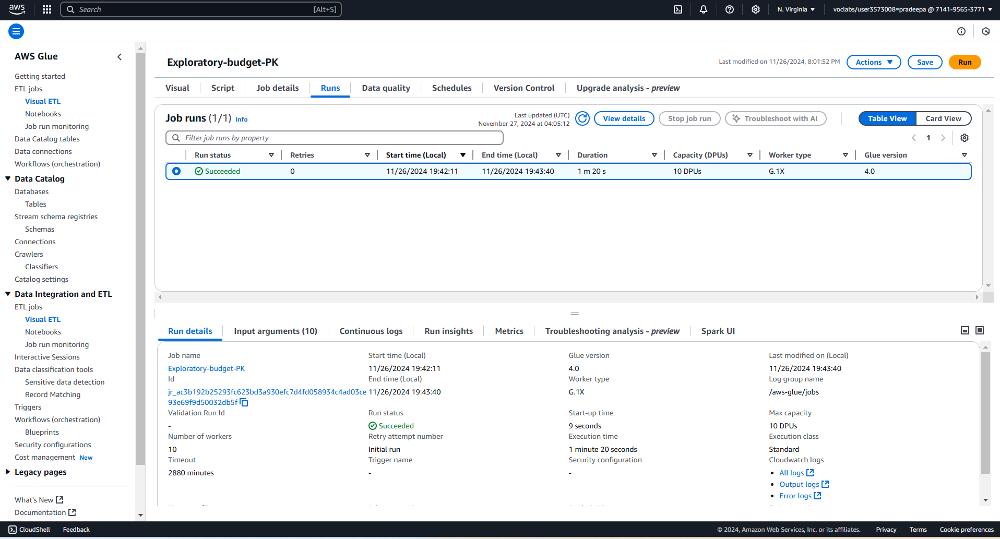 aws Search [Alt+S] N. Virginia voclabs/user3573008=pradeepa @ 7141-9565-3771
AWS Glue
Getting started
ETL jobs
Visual ETL
Notebooks
Job run monitoring
Data Catalog tables
Data connections
Workflows (orchestration)
Data Catalog
Databases
Tables
Stream schema registries
Schemas
Connections
Crawlers
Classifiers
Catalog settings
Data Integration and ETL
ETL jobs
Visual ETL
Notebooks
Job run monitoring
Interactive Sessions
Data classification tools
Sensitive data detection
Record Matching
Triggers
Workflows (orchestration)
Blueprints
Security configurations
Cost management New
Legacy pages
What's New
Documentation
Exploratory-budget-PK
Last modified on 11/26/2024, 8:01:52 PM Actions Save Run
Visual Script Job details Runs Data quality Schedules Version Control Upgrade analysis - preview
Job runs (1/1) Info
Last updated (UTC)
November 27, 2024 at 04:05:12
View details Stop job run Troubleshoot with AI Table View Card View
Filter job runs by property 1
Run status Retries Start time (Local) End time (Local) Duration Capacity (DPUs) Worker type Glue version
Succeeded 0 11/26/2024 19:42:11 11/26/2024 19:43:40 1 m 20 s 10 DPUs G.1X 4.0
Run details Input arguments (10) Continuous logs Run insights Metrics Troubleshooting analysis - preview Spark UI
Job name Start time (Local) Glue version Last modified on (Local)
Exploratory-budget-PK 11/26/2024 19:42:11 4.0 11/26/2024 19:43:40
Id End time (Local) Worker type Log group name
jr_ac3b192b25293fc623bd3a930efc7d4fd058934c4ad03ce 11/26/2024 19:43:40 G.1X /aws-glue/jobs
93e69f9d50032db5f
Validation Run Id Run status Start-up time Max capacity
- Succeeded 9 seconds 10 DPUs
Number of workers Retry attempt number Execution time Execution class
10 Initial run 1 minute 20 seconds Standard
Timeout Trigger name Security configuration Cloudwatch logs
2880 minutes - - All logs
Output logs
Error logs
CloudShell Feedback © 2024, Amazon Web Services, Inc. or its affiliates. Privacy Terms Cookie preferences